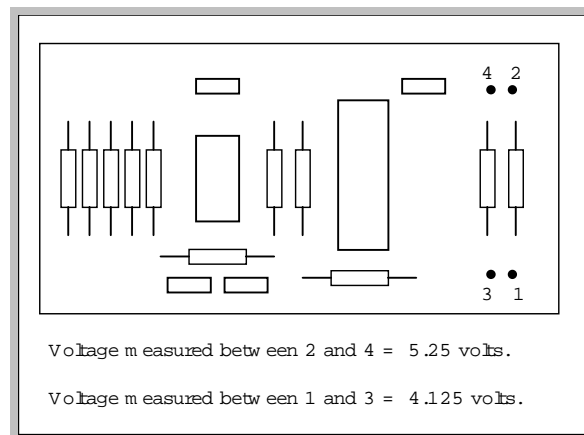 4 2
3 1
Voltage measured between 2 and 4 = 5.25 volts.
Voltage measured between 1 and 3 = 4.125 volts.